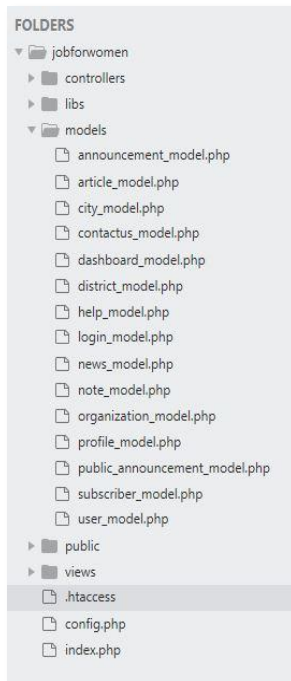 FOLDERS
jobforwomen
controllers
libs
models
announcement_model.php
article_model.php
city_model.php
contactus_model.php
dashboard_model.php
district_model.php
help_model.php
login_model.php
news_model.php
note_model.php
organization_model.php
profile_model.php
public_announcement_model.php
subscriber_model.php
user_model.php
public
views
.htaccess
config.php
index.php